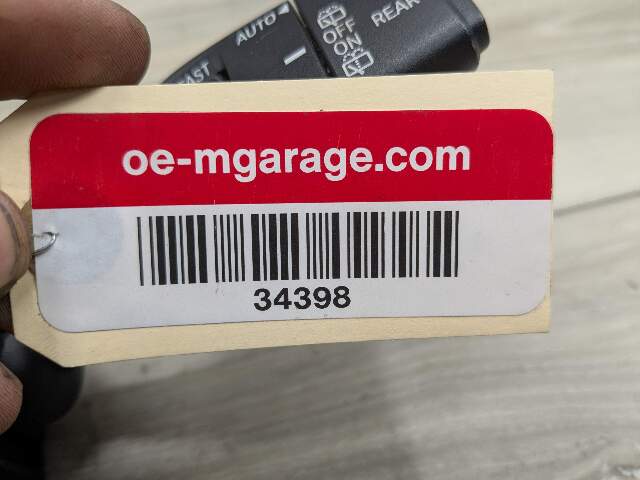 AUTO
OFF
ON
REAR
oe-mgarage.com
34398